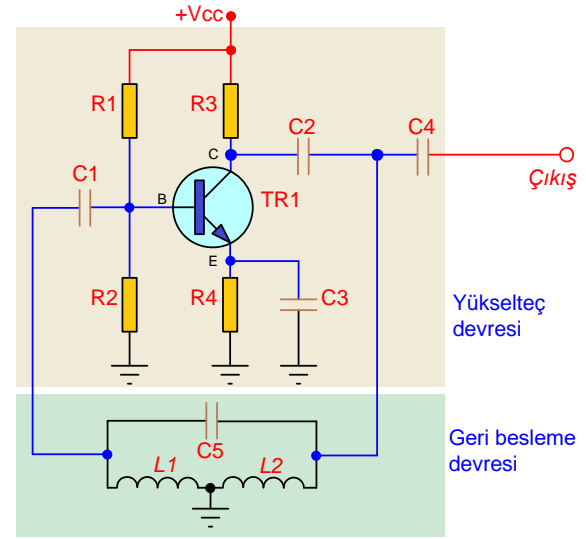 +Vcc
R1
R3
C2
C4
C
C1
B
TR1
Çıkış
E
R2
R4
C3
Yükselteç
devresi
C5
Geri besleme
devresi
L1
L2